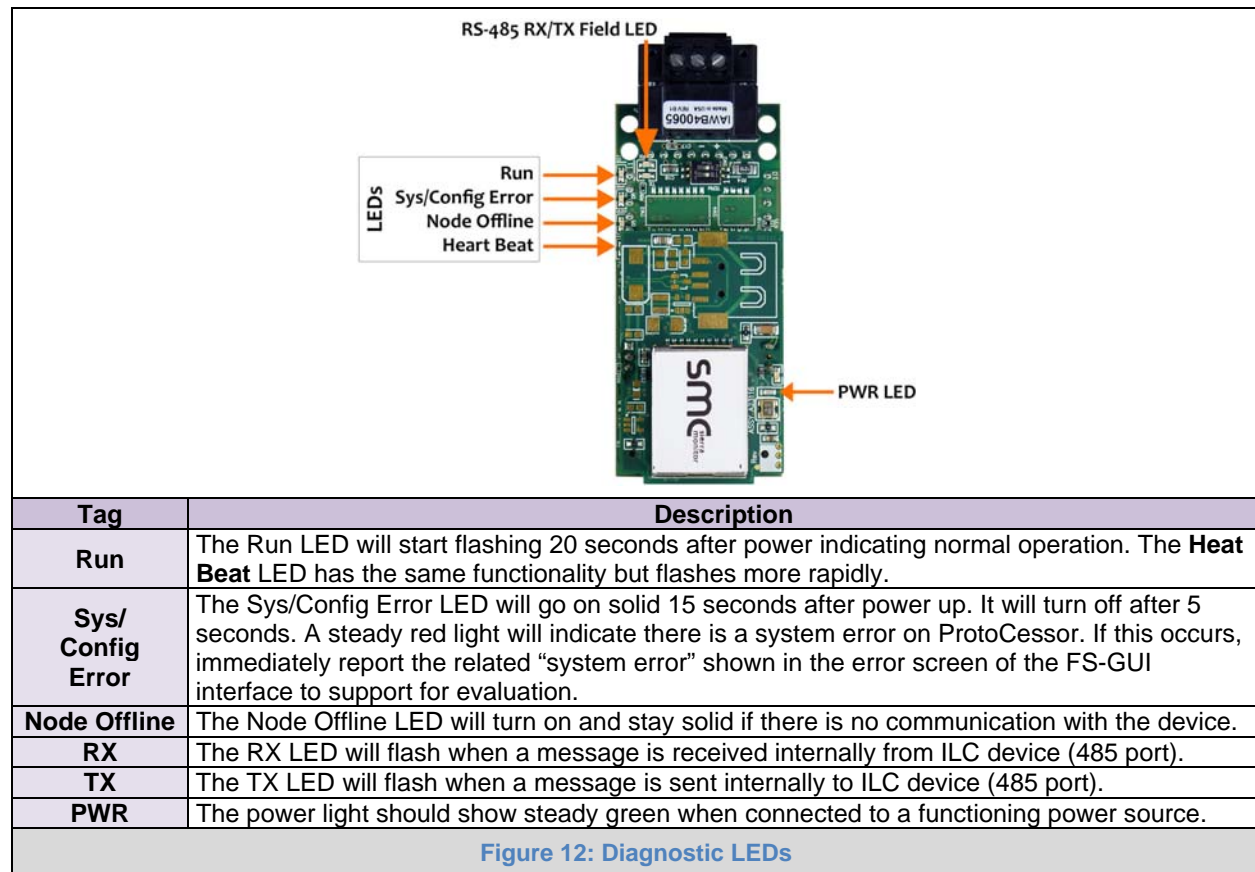 RS-485 RX/TX Field LED
IAWB40065
Made in USA REV-B1
LEDs
Run
Sys/Config Error
Node Offline
Heart Beat
- +
smc
sierra
monitor
PWR LED
Rev
Tag Description
Run
The Run LED will start flashing 20 seconds after power indicating normal operation. The Heat
Beat LED has the same functionality but flashes more rapidly.
Sys/
Config
Error
The Sys/Config Error LED will go on solid 15 seconds after power up. It will turn off after 5
seconds. A steady red light will indicate there is a system error on ProtoCessor. If this occurs,
immediately report the related “system error” shown in the error screen of the FS-GUI
interface to support for evaluation.
Node Offline The Node Offline LED will turn on and stay solid if there is no communication with the device.
RX The RX LED will flash when a message is received internally from ILC device (485 port).
TX The TX LED will flash when a message is sent internally to ILC device (485 port).
PWR The power light should show steady green when connected to a functioning power source.
Figure 12: Diagnostic LEDs